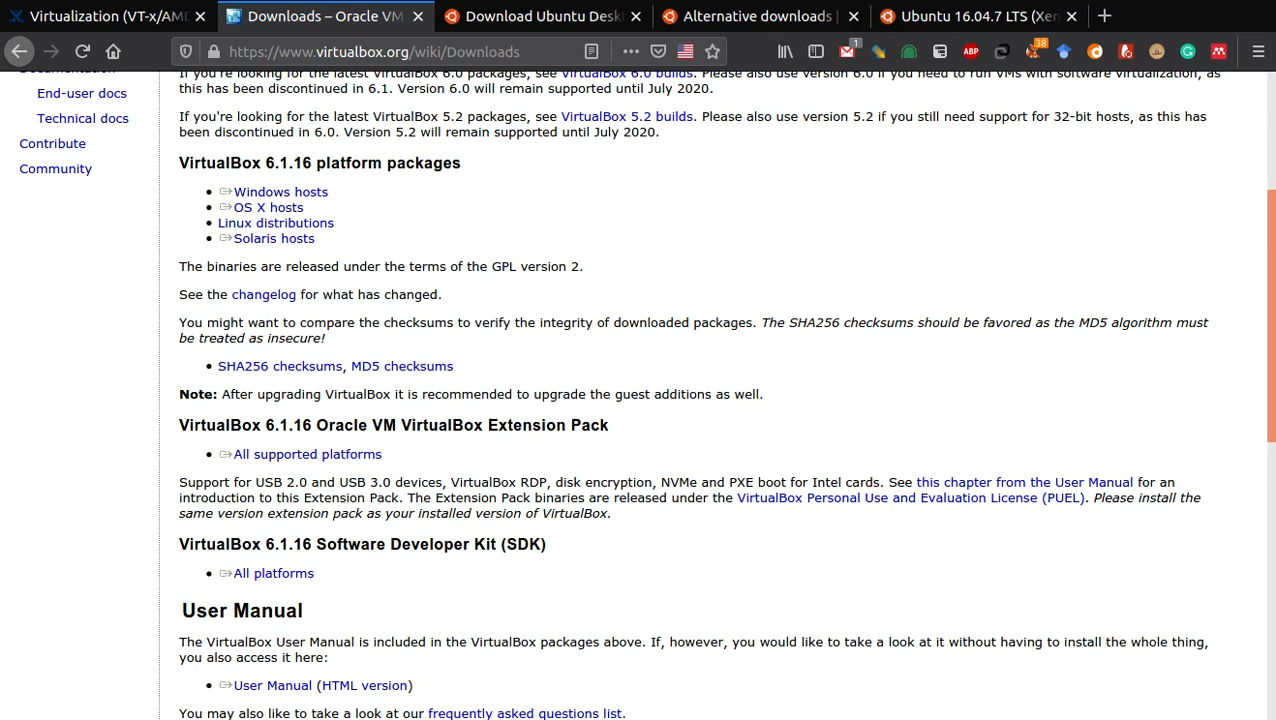 Virtualization (VT-x/AM
Downloads – Oracle VM
Download Ubuntu Desk
Alternative downloads
Ubuntu 16.04.7 LTS (Xen
https://www.virtualbox.org/wiki/Downloads
1
ABP
38
Documentation
End-user docs
Technical docs
Contribute
Community
If you're looking for the latest VirtualBox 6.0 packages, see VirtualBox 6.0 builds. Please also use version 6.0 if you need to run VMs with software virtualization, as
this has been discontinued in 6.1. Version 6.0 will remain supported until July 2020.
If you're looking for the latest VirtualBox 5.2 packages, see VirtualBox 5.2 builds. Please also use version 5.2 if you still need support for 32-bit hosts, as this has
been discontinued in 6.0. Version 5.2 will remain supported until July 2020.
VirtualBox 6.1.16 platform packages
Windows hosts
OS X hosts
Linux distributions
Solaris hosts
The binaries are released under the terms of the GPL version 2.
See the changelog for what has changed.
You might want to compare the checksums to verify the integrity of downloaded packages. The SHA256 checksums should be favored as the MD5 algorithm must
be treated as insecure!
SHA256 checksums, MD5 checksums
Note: After upgrading VirtualBox it is recommended to upgrade the guest additions as well.
VirtualBox 6.1.16 Oracle VM VirtualBox Extension Pack
All supported platforms
Support for USB 2.0 and USB 3.0 devices, VirtualBox RDP, disk encryption, NVMe and PXE boot for Intel cards. See this chapter from the User Manual for an
introduction to this Extension Pack. The Extension Pack binaries are released under the VirtualBox Personal Use and Evaluation License (PUEL). Please install the
same version extension pack as your installed version of VirtualBox.
VirtualBox 6.1.16 Software Developer Kit (SDK)
All platforms
User Manual
The VirtualBox User Manual is included in the VirtualBox packages above. If, however, you would like to take a look at it without having to install the whole thing,
you also access it here:
User Manual (HTML version)
You may also like to take a look at our frequently asked questions list.